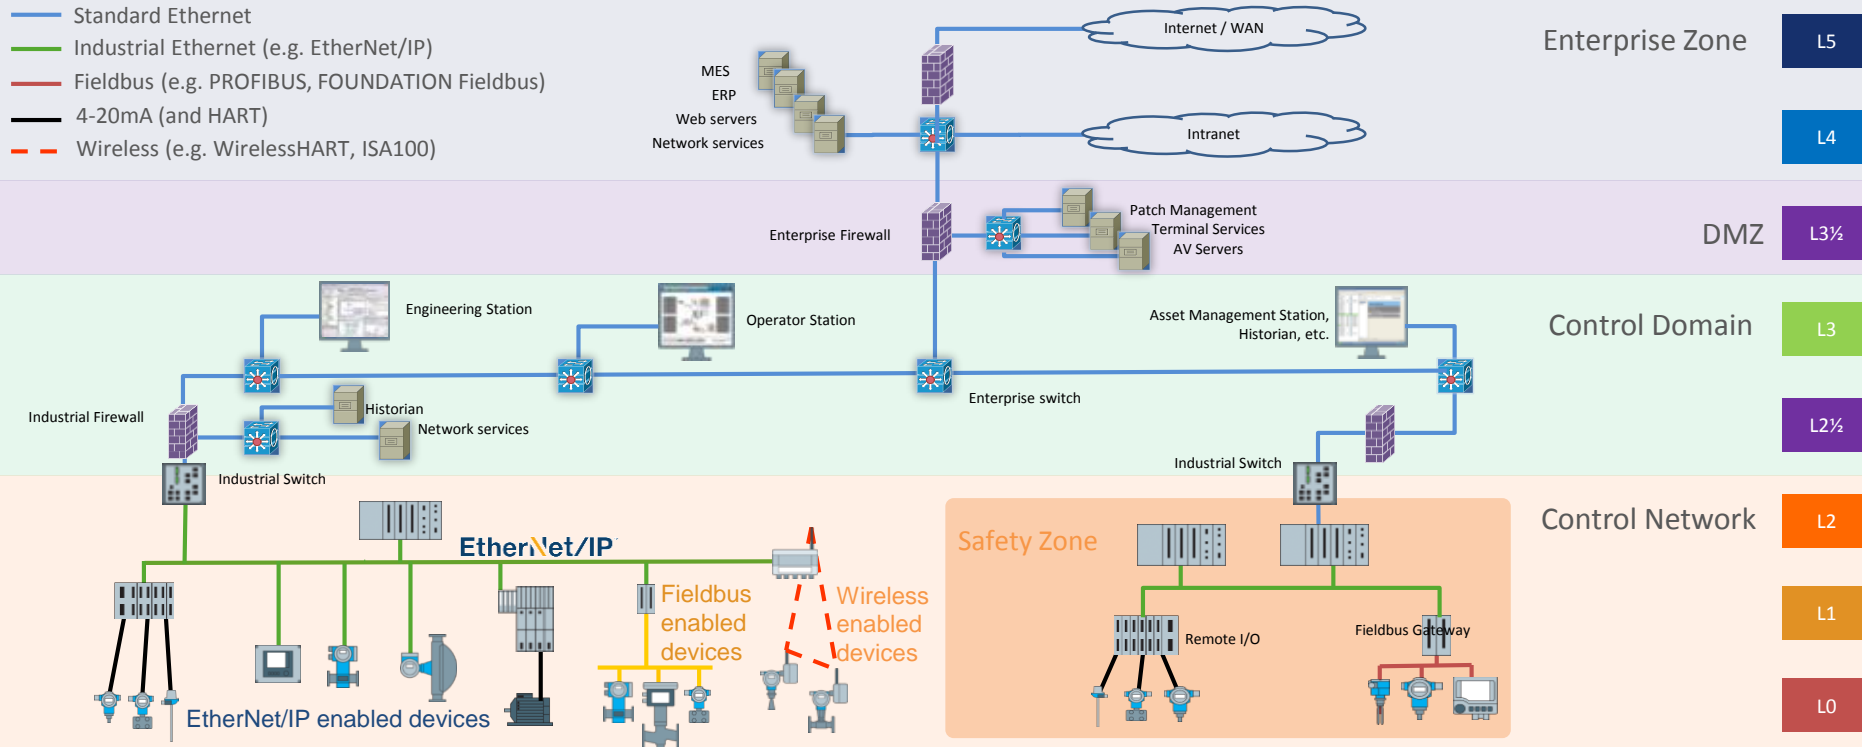 Standard Ethernet
Industrial Ethernet (e.g. EtherNet/IP)
Fieldbus (e.g. PROFIBUS, FOUNDATION Fieldbus)
4-20mA (and HART)
Wireless (e.g. WirelessHART, ISA100)
MES
ERP
Web servers
Network services
Internet / WAN
Intranet
Enterprise Zone
L5
L4
Enterprise Firewall
Patch Management
Terminal Services
AV Servers
DMZ
L3½
Engineering Station
Operator Station
Asset Management Station,
Historian, etc.
Control Domain
L3
Industrial Firewall
Historian
Network services
Enterprise switch
L2½
Industrial Switch
Industrial Switch
EtherNet/IP
Safety Zone
Control Network
L2
Fieldbus
enabled
devices
Wireless
enabled
devices
Remote I/O
Fieldbus Gateway
L1
EtherNet/IP enabled devices
L0